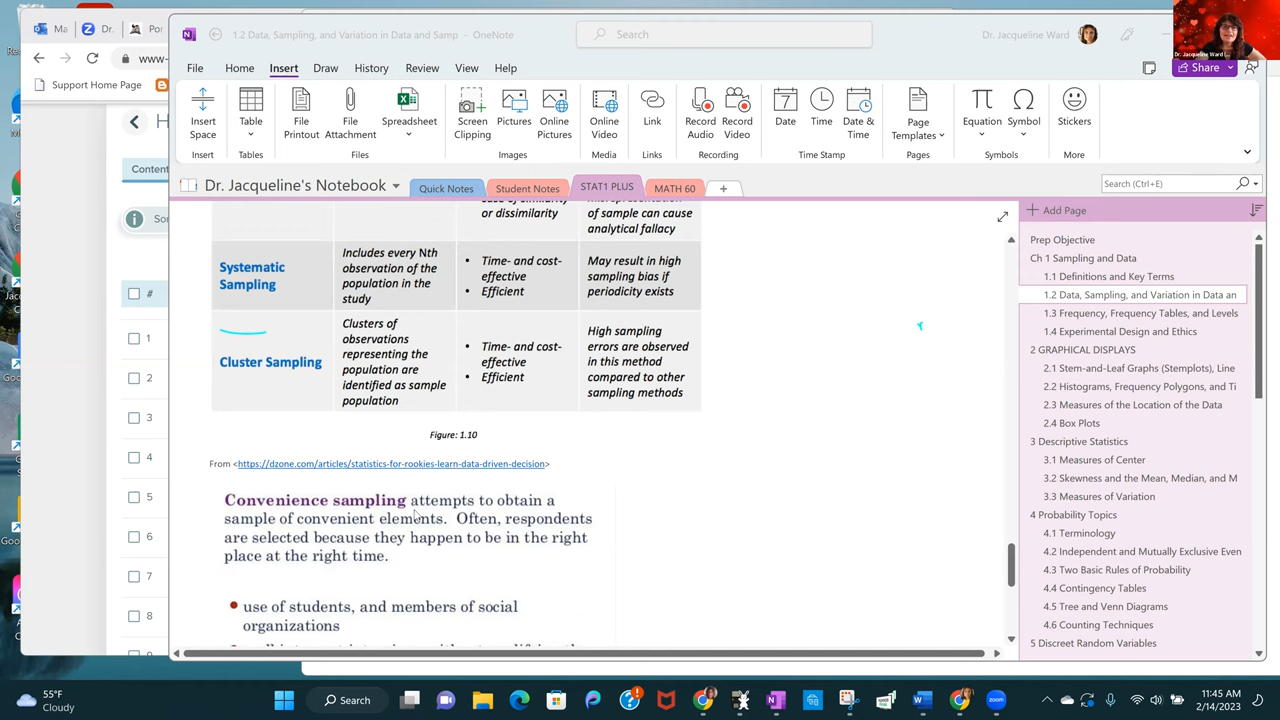 Ma
Dr.
Por
1.2 Data, Sampling, and Variation in Data and Samp - OneNote
Search
Dr. Jacqueline Ward
Dr. Jacqueline Ward
File Home Insert Draw History Review View Help
Share
www-
Support Home Page
Insert Space
Table
File Printout
File Attachment
Spreadsheet
Screen Clipping
Pictures
Online Pictures
Online Video
Link
Record Audio
Record Video
Date
Time
Date & Time
Page Templates
Equation
Symbol
Stickers
Insert Tables Files Images Media Links Recording Time Stamp Pages Symbols More
Content
Dr. Jacqueline's Notebook
Quick Notes
Student Notes
STAT1 PLUS
MATH 60
Search (Ctrl+E)
or dissimilarity
of sample can cause
analytical fallacy
Systematic
Sampling
Includes every Nth
observation of the
population in the
study
• Time- and cost-
effective
• Efficient
May result in high
sampling bias if
periodicity exists
Cluster Sampling
Clusters of
observations
representing the
population are
identified as sample
population
• Time- and cost-
effective
• Efficient
High sampling
errors are observed
in this method
compared to other
sampling methods
Figure: 1.10
From <https://dzone.com/articles/statistics-for-rookies-learn-data-driven-decision>
Convenience sampling attempts to obtain a
sample of convenient elements. Often, respondents
are selected because they happen to be in the right
place at the right time.
• use of students, and members of social
organizations
#
1
2
3
4
5
6
7
8
9
Add Page
Prep Objective
Ch 1 Sampling and Data
1.1 Definitions and Key Terms
1.2 Data, Sampling, and Variation in Data an
1.3 Frequency, Frequency Tables, and Levels
1.4 Experimental Design and Ethics
2 GRAPHICAL DISPLAYS
2.1 Stem-and-Leaf Graphs (Stemplots), Line
2.2 Histograms, Frequency Polygons, and Ti
2.3 Measures of the Location of the Data
2.4 Box Plots
3 Descriptive Statistics
3.1 Measures of Center
3.2 Skewness and the Mean, Median, and M
3.3 Measures of Variation
4 Probability Topics
4.1 Terminology
4.2 Independent and Mutually Exclusive Even
4.3 Two Basic Rules of Probability
4.4 Contingency Tables
4.5 Tree and Venn Diagrams
4.6 Counting Techniques
5 Discreet Random Variables
55°F
Cloudy
Search
11:45 AM
2/14/2023